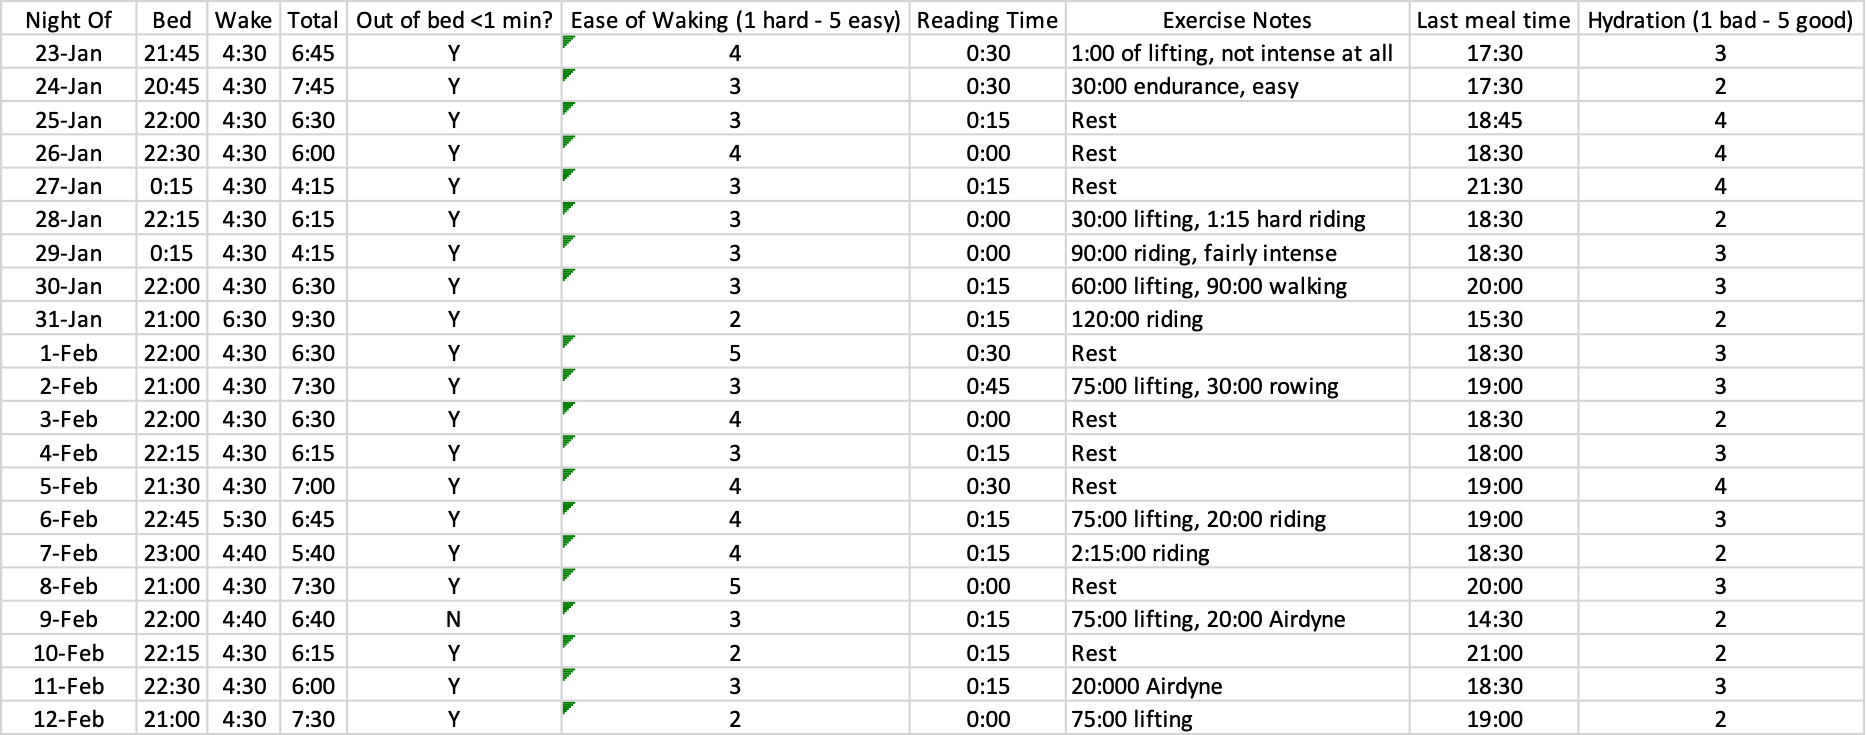 Night Of Bed Wake Total Out of bed <1 min? Ease of Waking (1 hard - 5 easy) Reading Time Exercise Notes Last meal time Hydration (1 bad - 5 good)
23-Jan 21:45 4:30 6:45 Y 4 0:30 1:00 of lifting, not intense at all 17:30 3
24-Jan 20:45 4:30 7:45 Y 3 0:30 30:00 endurance, easy 17:30 2
25-Jan 22:00 4:30 6:30 Y 3 0:15 Rest 18:45 4
26-Jan 22:30 4:30 6:00 Y 4 0:00 Rest 18:30 4
27-Jan 0:15 4:30 4:15 Y 3 0:15 Rest 21:30 4
28-Jan 22:15 4:30 6:15 Y 3 0:00 30:00 lifting, 1:15 hard riding 18:30 2
29-Jan 0:15 4:30 4:15 Y 3 0:00 90:00 riding, fairly intense 18:30 3
30-Jan 22:00 4:30 6:30 Y 3 0:15 60:00 lifting, 90:00 walking 20:00 3
31-Jan 21:00 6:30 9:30 Y 2 0:15 120:00 riding 15:30 2
1-Feb 22:00 4:30 6:30 Y 5 0:30 Rest 18:30 3
2-Feb 21:00 4:30 7:30 Y 3 0:45 75:00 lifting, 30:00 rowing 19:00 3
3-Feb 22:00 4:30 6:30 Y 4 0:00 Rest 18:30 2
4-Feb 22:15 4:30 6:15 Y 3 0:15 Rest 18:00 3
5-Feb 21:30 4:30 7:00 Y 4 0:30 Rest 19:00 4
6-Feb 22:45 5:30 6:45 Y 4 0:15 75:00 lifting, 20:00 riding 19:00 3
7-Feb 23:00 4:40 5:40 Y 4 0:15 2:15:00 riding 18:30 2
8-Feb 21:00 4:30 7:30 Y 5 0:00 Rest 20:00 3
9-Feb 22:00 4:40 6:40 N 3 0:15 75:00 lifting, 20:00 Airdyne 14:30 2
10-Feb 22:15 4:30 6:15 Y 2 0:15 Rest 21:00 2
11-Feb 22:30 4:30 6:00 Y 3 0:15 20:000 Airdyne 18:30 3
12-Feb 21:00 4:30 7:30 Y 2 0:00 75:00 lifting 19:00 2